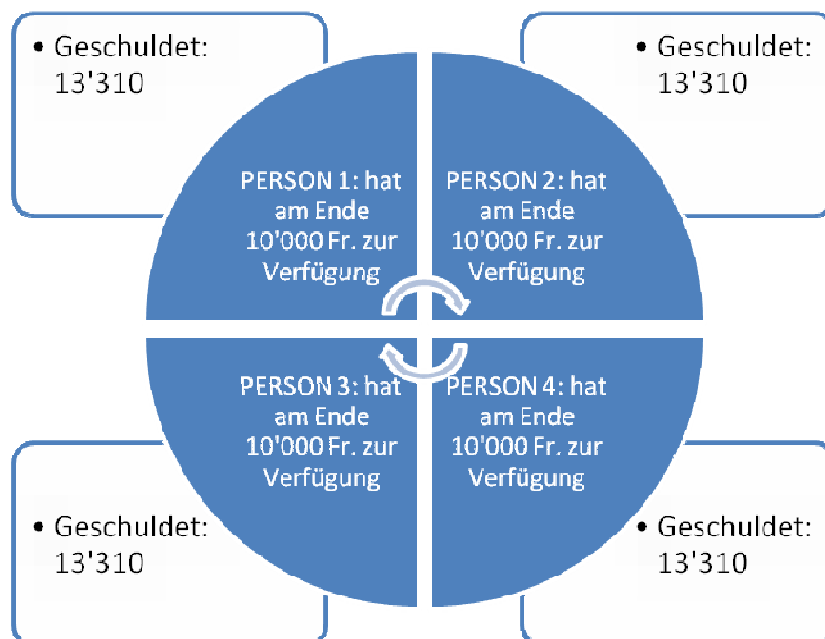 • Geschuldet:
13'310
• Geschuldet:
13'310
PERSON 1: hat
am Ende
10'000 Fr. zur
Verfügung
PERSON 2: hat
am Ende
10'000 Fr. zur
Verfügung
PERSON 3: hat
am Ende
10'000 Fr. zur
Verfügung
PERSON 4: hat
am Ende
10'000 Fr. zur
Verfügung
• Geschuldet:
13'310
• Geschuldet:
13'310